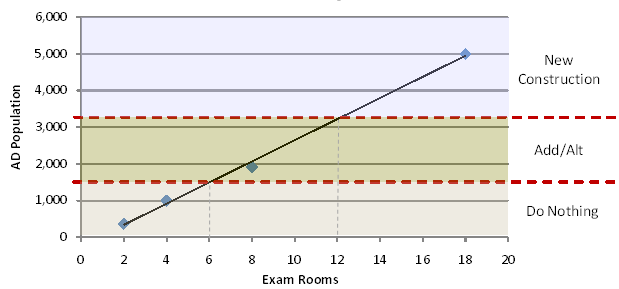 6,000
5,000
4,000
3,000
2,000
1,000
0
AD Population
0 2 4 6 8 10 12 14 16 18 20
Exam Rooms
New
Construction
Add/Alt
Do Nothing